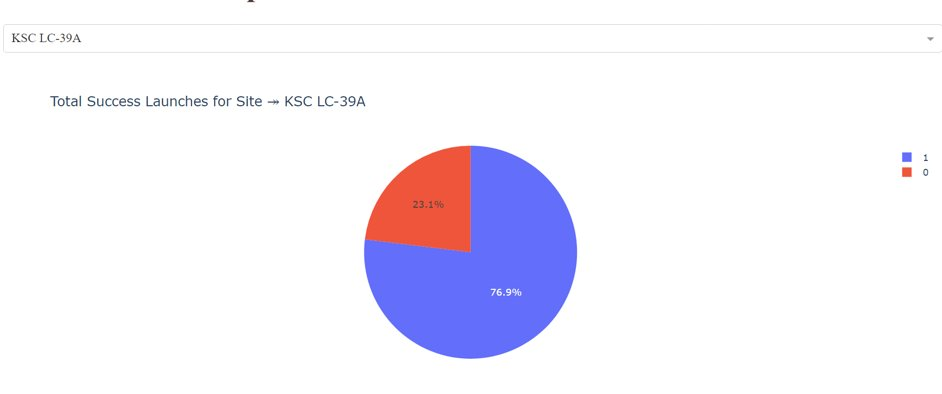 KSC LC-39A
Total Success Launches for Site ↠ KSC LC-39A
1
0
23.1%
76.9%